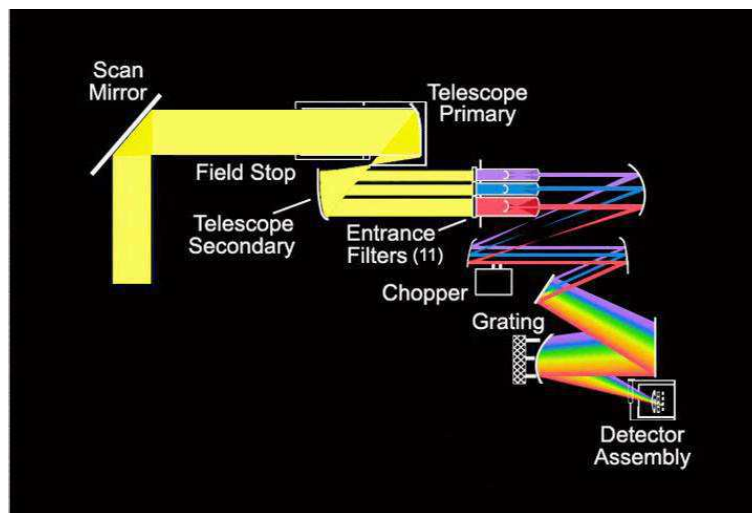 Scan
Mirror
Telescope
Primary
Field Stop
Telescope
Secondary
Entrance
Filters (11)
Chopper
Grating
Detector
Assembly